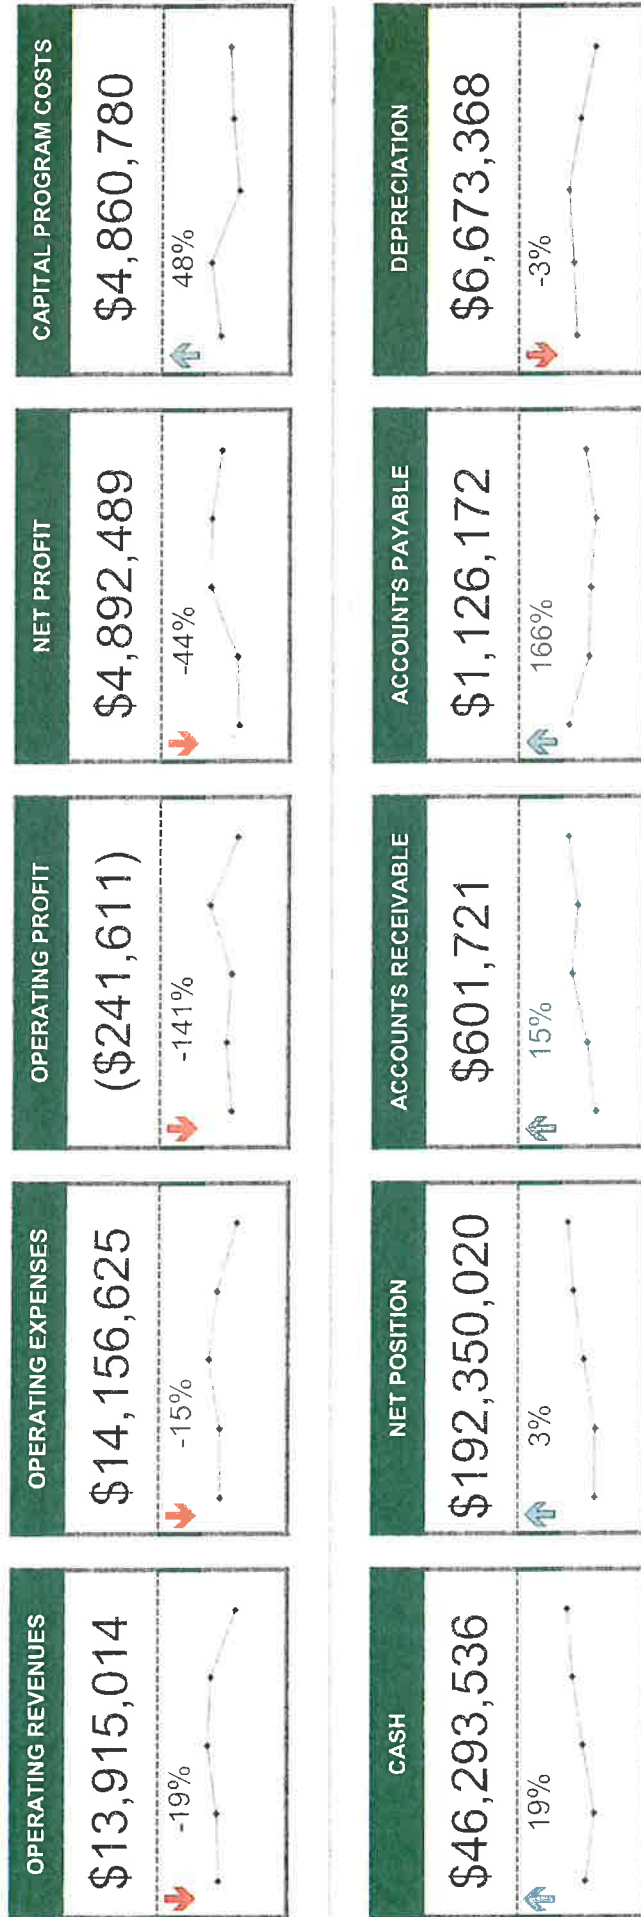 OPERATING REVENUES
$13,915,014
-19%
OPERATING EXPENSES
$14,156,625
-15%
OPERATING PROFIT
($241,611)
-141%
NET PROFIT
$4,892,489
-44%
CAPITAL PROGRAM COSTS
$4,860,780
48%
CASH
$46,293,536
19%
NET POSITION
$192,350,020
3%
ACCOUNTS RECEIVABLE
$601,721
15%
ACCOUNTS PAYABLE
$1,126,172
166%
DEPRECIATION
$6,673,368
-3%